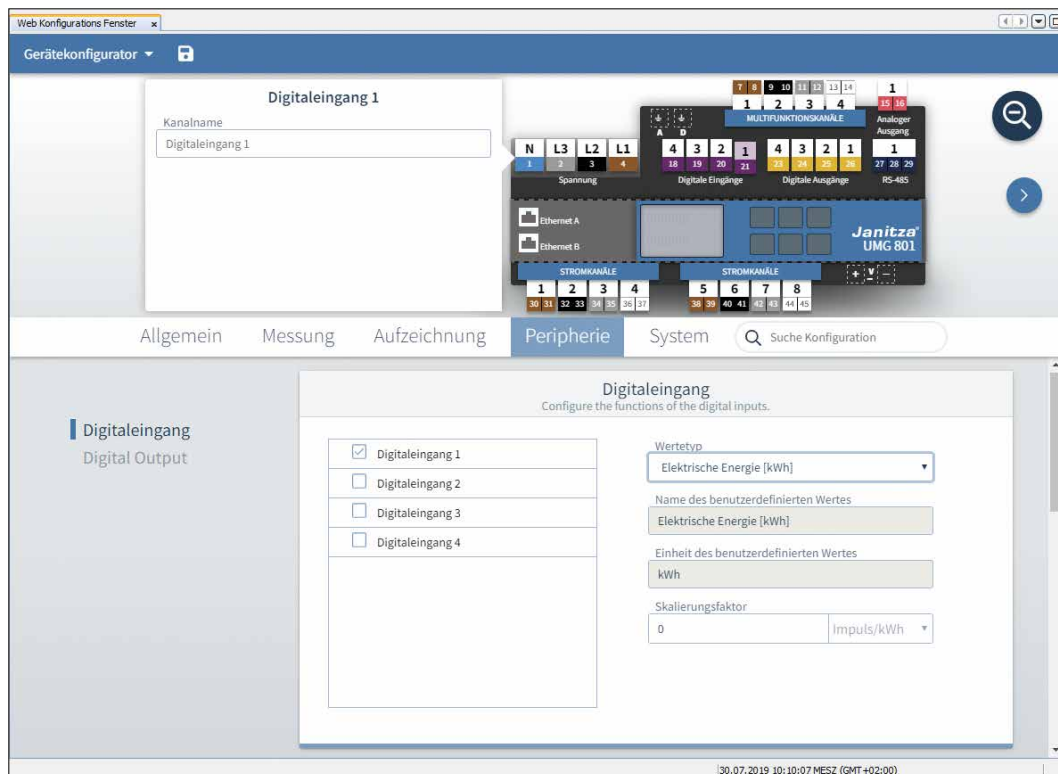 Web Konfigurations Fenster
Gerätekonfigurator
Digitaleingang 1
Kanalname
Digitaleingang 1
7 8 9 10 11 12 13 14
1 2 3 4
MULTIFUNKTIONSKANÄLE
A D
1
15 16
Analoger
Ausgang
N L3 L2 L1
1 2 3 4
Spannung
4 3 2 1
18 19 20 21
Digitale Eingänge
4 3 2 1
23 24 25 26
Digitale Ausgänge
1
27 28 29
RS-485
Ethernet A
Ethernet B
Janitza®
UMG 801
STROMKANÄLE
1 2 3 4
30 31 32 33 34 35 36 37
STROMKANÄLE
5 6 7 8
38 39 40 41 42 43 44 45
+ V −
Allgemein Messung Aufzeichnung Peripherie System Suche Konfiguration
Digitaleingang
Digital Output
Digitaleingang
Configure the functions of the digital inputs.
Digitaleingang 1
Digitaleingang 2
Digitaleingang 3
Digitaleingang 4
Wertetyp
Elektrische Energie [kWh]
Name des benutzerdefinierten Wertes
Elektrische Energie [kWh]
Einheit des benutzerdefinierten Wertes
kWh
Skalierungsfaktor
0 Impuls/kWh
30.07.2019 10:10:07 MESZ (GMT+02:00)